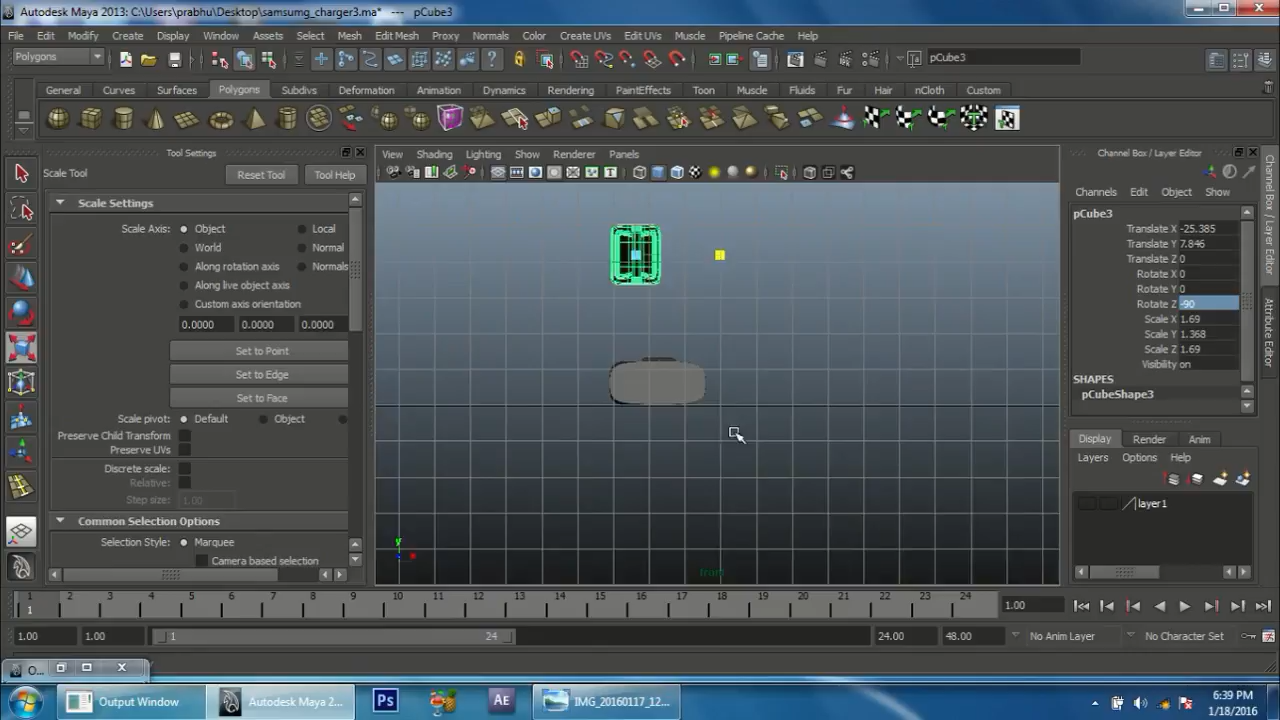 Autodesk Maya 2013: C:\Users\prabhu\Desktop\samsumg_charger3.ma* --- pCube3
File Edit Modify Create Display Window Assets Select Mesh Edit Mesh Proxy Normals Color Create UVs Edit UVs Muscle Pipeline Cache Help
Polygons
pCube3
General Curves Surfaces Polygons Subdivs Deformation Animation Dynamics Rendering PaintEffects Toon Muscle Fluids Fur Hair nCloth Custom
Tool Settings
Scale Tool
Reset Tool
Tool Help
Scale Settings
Scale Axis: Object Local
World Normal
Along rotation axis Normals
Along live object axis
Custom axis orientation
0.0000 0.0000 0.0000
Set to Point
Set to Edge
Set to Face
Scale pivot: Default Object
Preserve Child Transform
Preserve UVs
Discrete scale:
Relative:
Step size: 1.00
Common Selection Options
Selection Style: Marquee
Camera based selection
View Shading Lighting Show Renderer Panels
y
front
Channel Box / Layer Editor
Channels Edit Object Show
pCube3
Translate X -25.385
Translate Y 7.846
Translate Z 0
Rotate X 0
Rotate Y 0
Rotate Z -90
Scale X 1.69
Scale Y 1.368
Scale Z 1.69
Visibility on
SHAPES
pCubeShape3
Display Render Anim
Layers Options Help
layer1
Channel Box / Layer Editor
Attribute Editor
1 2 3 4 5 6 7 8 9 10 11 12 13 14 15 16 17 18 19 20 21 22 23 24
1
1.00
1.00 1.00 1 24 24.00 48.00 No Anim Layer No Character Set
O...
Output Window
Autodesk Maya 2...
Ps
AE
IMG_20160117_12...
6:39 PM
1/18/2016